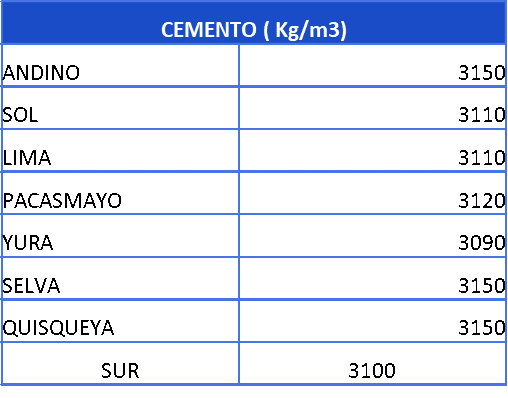 CEMENTO ( Kg/m3)
ANDINO 3150
SOL 3110
LIMA 3110
PACASMAYO 3120
YURA 3090
SELVA 3150
QUISQUEYA 3150
SUR 3100